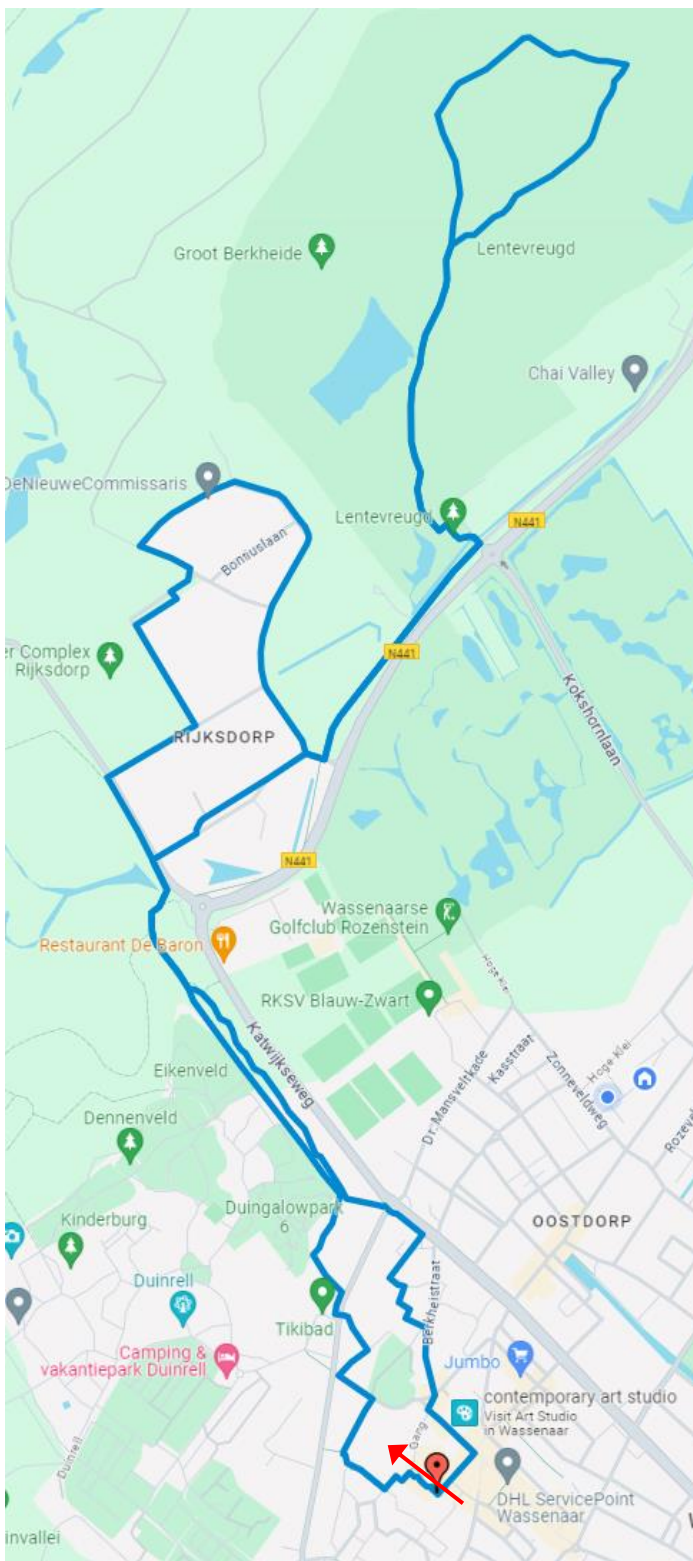 Groot Berkheide
Lentevreugd
Chai Valley
DeNieuweCommissaris
Lentevreugd
N441
Bontiuslaan
er Complex
Rijksdorp
N441
Kokshornlaan
RIJKSDORP
N441
Wassenaarse
Golfclub Rozenstein
Restaurant De Baron
Hoge Klei
RKSV Blauw-Zwart
Katwijkseweg
Kasstraat
Hoge Klei
Eikenveld
Dr. Mansveltkade
Zonneveldweg
Dennenveld
Rozeve
Duingalowpark
6
Kinderburg
OOSTDORP
Duinrell
Berkheistraat
Tikibad
Camping &
vakantiepark Duinrell
Jumbo
contemporary art studio
Visit Art Studio
in Wassenaar
Gang
Duinrell
DHL ServicePoint
Wassenaar
W
invallei